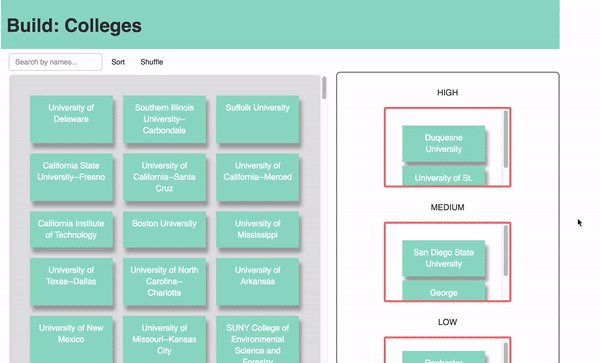 Build: Colleges
Search by names...
Sort
Shuffle
University of
Delaware
Southern Illinois
University--
Carbondale
Suffolk University
California State
University--Fresno
University of
California--Santa
Cruz
University of
California--Merced
California Institute
of Technology
Boston University
University of
Mississippi
University of
Texas--Dallas
University of North
Carolina--
Charlotte
University of
Arkansas
University of New
Mexico
University of
Missouri--Kansas
City
SUNY College of
Environmental
Science and
Forestry
HIGH
Duquesne
University
University of St.
MEDIUM
San Diego State
University
George
LOW
Rochester